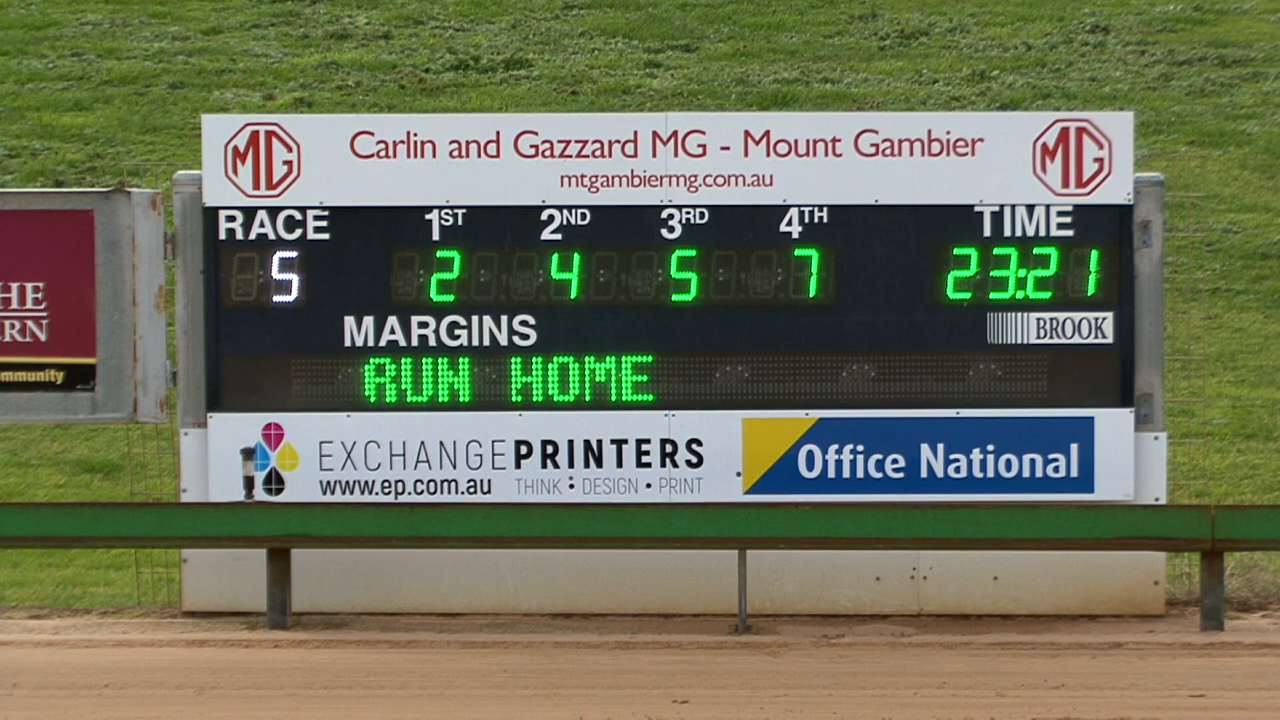 MG Carlin and Gazzard MG - Mount Gambier MG
mtgambiermg.com.au
RACE 1ST 2ND 3RD 4TH TIME
5 2 4 5 7 23:21
MARGINS BROOK
RUN HOME
EXCHANGEPRINTERS
www.ep.com.au THINK • DESIGN • PRINT
Office National
HE
RN
mmunity